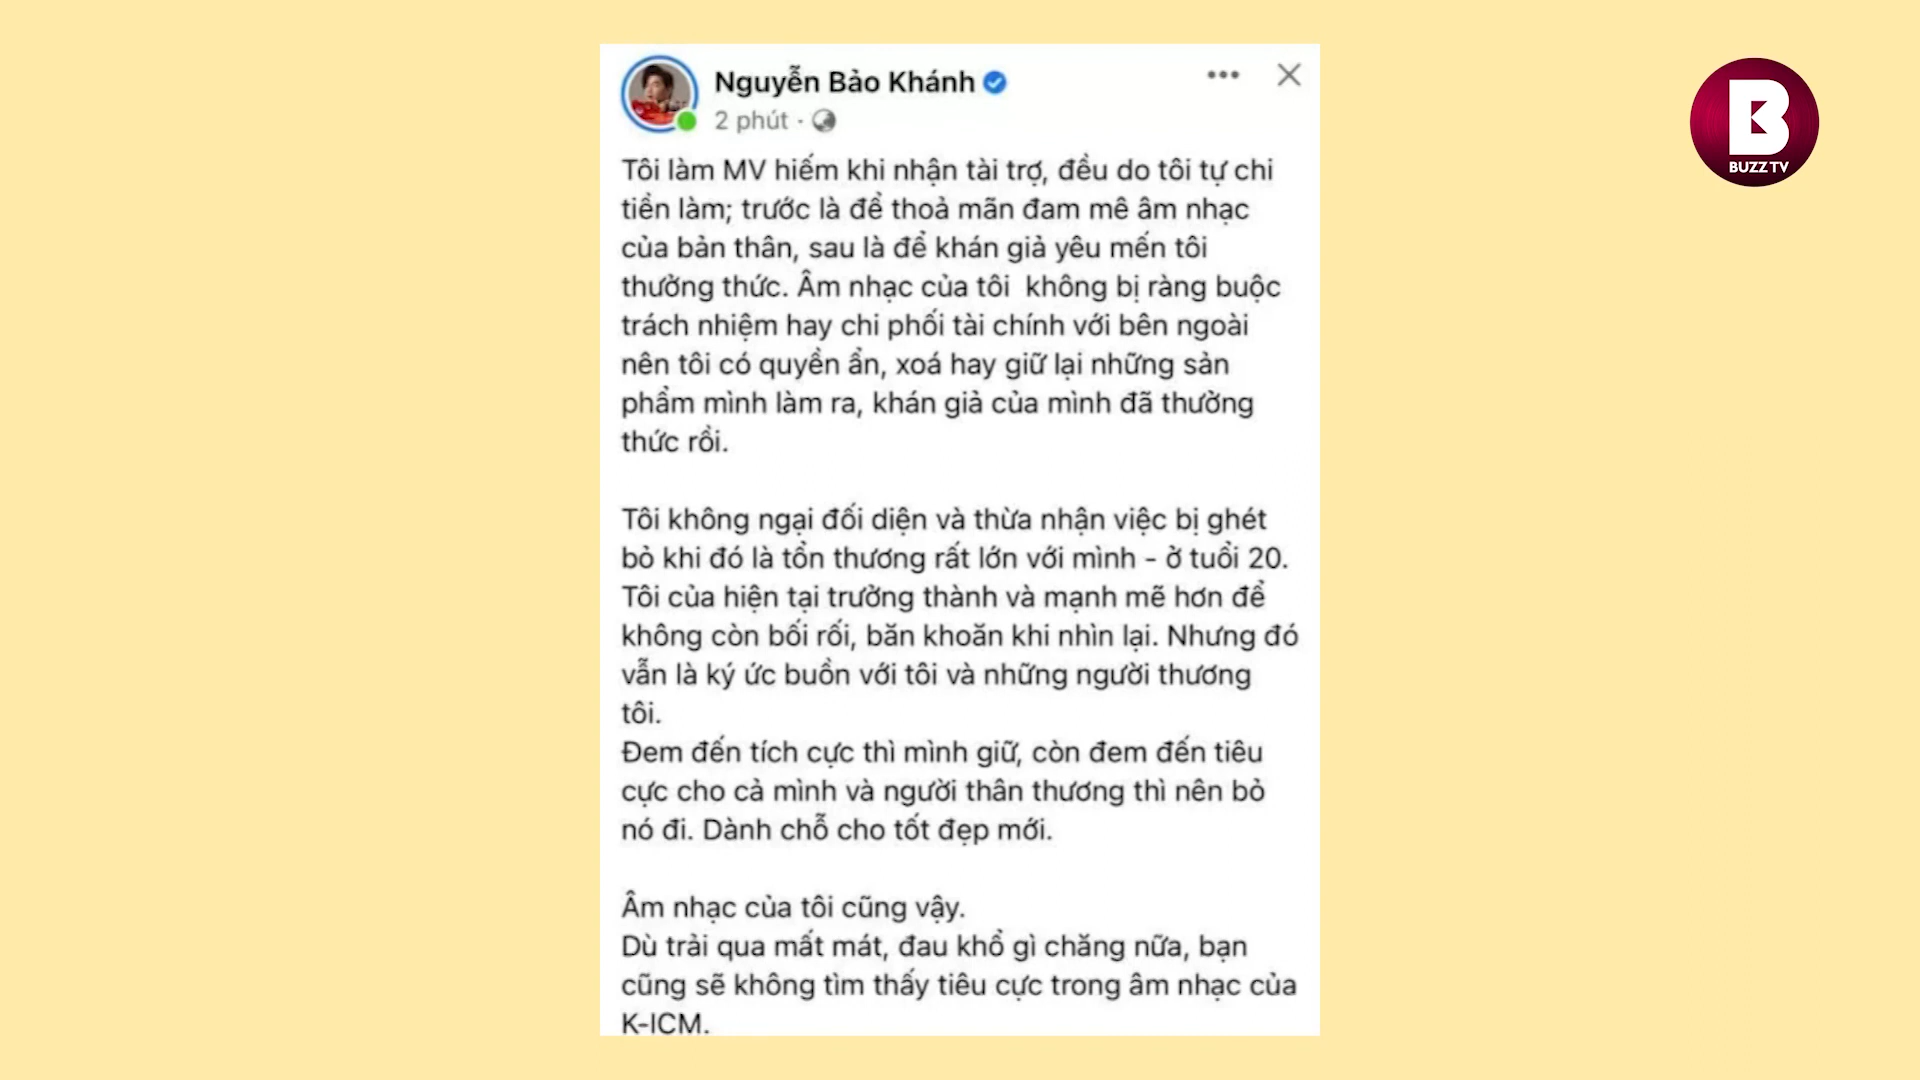 Nguyễn Bảo Khánh
2 phút ·
Tôi làm MV hiếm khi nhận tài trợ, đều do tôi tự chi
tiền làm; trước là để thoả mãn đam mê âm nhạc
của bản thân, sau là để khán giả yêu mến tôi
thưởng thức. Âm nhạc của tôi  không bị ràng buộc
trách nhiệm hay chi phối tài chính với bên ngoài
nên tôi có quyền ẩn, xoá hay giữ lại những sản
phẩm mình làm ra, khán giả của mình đã thưởng
thức rồi.
Tôi không ngại đối diện và thừa nhận việc bị ghét
bỏ khi đó là tổn thương rất lớn với mình - ở tuổi 20.
Tôi của hiện tại trưởng thành và mạnh mẽ hơn để
không còn bối rối, băn khoăn khi nhìn lại. Nhưng đó
vẫn là ký ức buồn với tôi và những người thương
tôi.
Đem đến tích cực thì mình giữ, còn đem đến tiêu
cực cho cả mình và người thân thương thì nên bỏ
nó đi. Dành chỗ cho tốt đẹp mới.
Âm nhạc của tôi cũng vậy.
Dù trải qua mất mát, đau khổ gì chăng nữa, bạn
cũng sẽ không tìm thấy tiêu cực trong âm nhạc của
K-ICM.
B
BUZZ TV